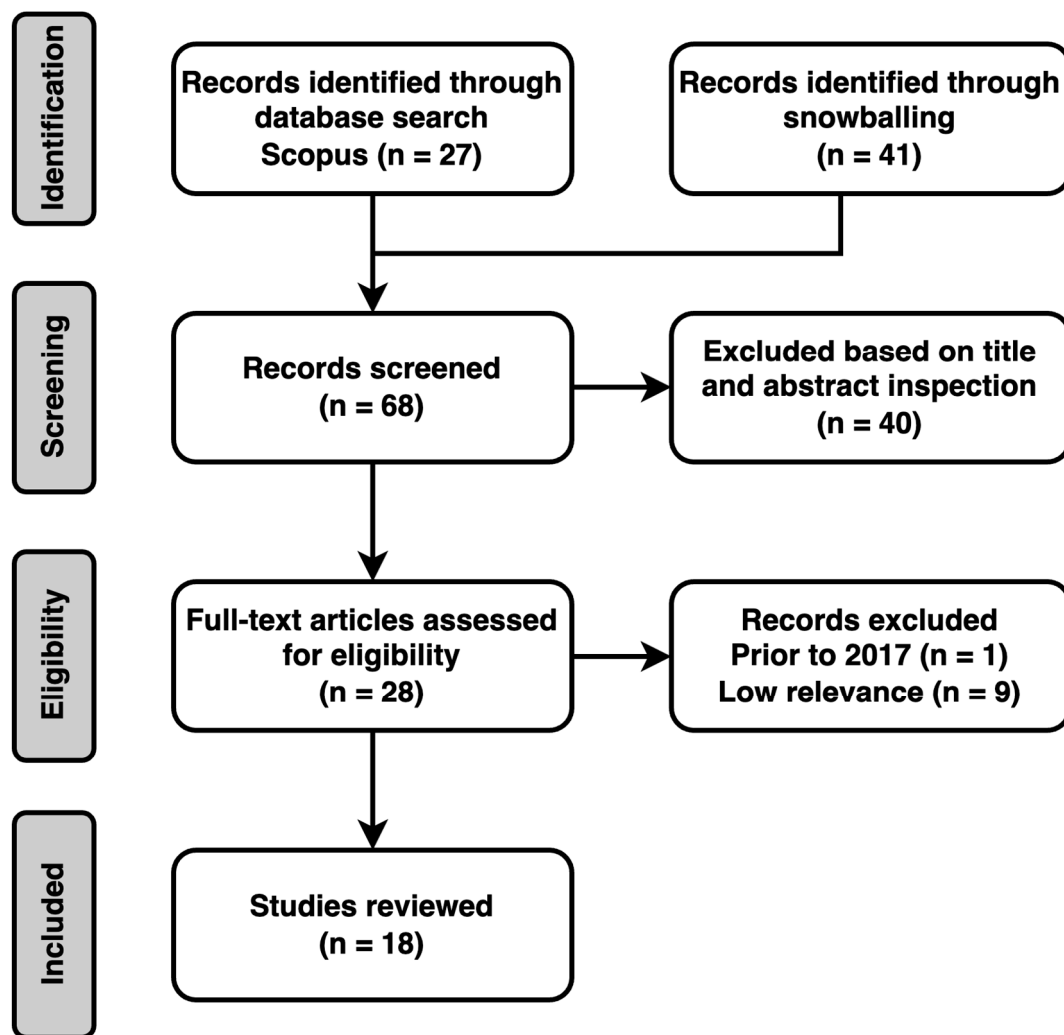 Identification
Records identified through
database search
Scopus (n = 27)
Records identified through
snowballing
(n = 41)
Screening
Records screened
(n = 68)
Excluded based on title
and abstract inspection
(n = 40)
Eligibility
Full-text articles assessed
for eligibility
(n = 28)
Records excluded
Prior to 2017 (n = 1)
Low relevance (n = 9)
Included
Studies reviewed
(n = 18)